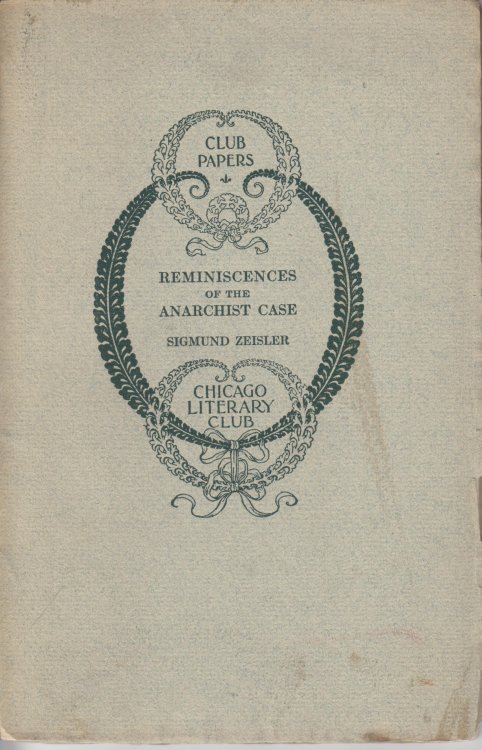 CLUB
PAPERS
REMINISCENCES
OF THE
ANARCHIST CASE
SIGMUND ZEISLER
CHICAGO
LITERARY
CLUB